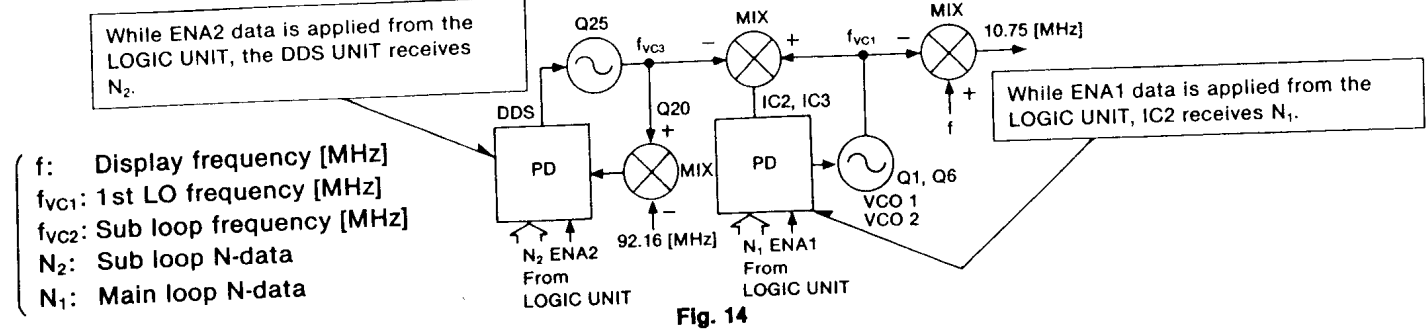 While ENA2 data is applied from the
LOGIC UNIT, the DDS UNIT receives
N₂.
Q25
MIX
MIX
10.75 [MHz]
fVC3
−
+
fVC1
−
+
f
DDS
Q20
+
IC2, IC3
While ENA1 data is applied from the
LOGIC UNIT, IC2 receives N₁.
PD
MIX
−
PD
Q1, Q6
VCO 1
VCO 2
92.16 [MHz]
N₂ ENA2
From
LOGIC UNIT
N₁ ENA1
From
LOGIC UNIT
f: Display frequency [MHz]
fVC1: 1st LO frequency [MHz]
fVC2: Sub loop frequency [MHz]
N₂: Sub loop N-data
N₁: Main loop N-data
Fig. 14